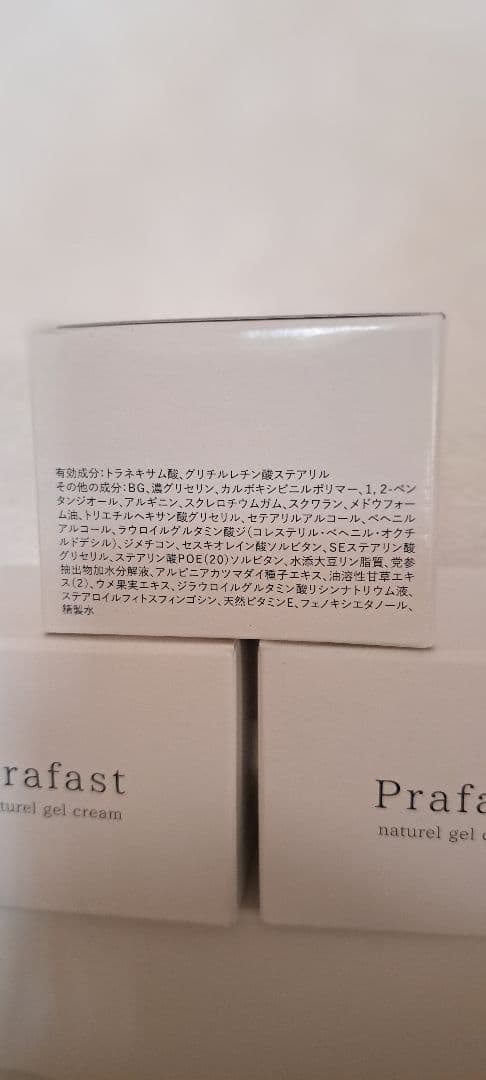 有効成分:トラネキサム酸、グリチルレチン酸ステアリル
その他の成分:BG、濃グリセリン、カルボキシビニルポリマー、1,2-ペン
タンジオール、アルギニン、スクレロチウムガム、スクワラン、メドウフォー
ム油、トリエチルヘキサン酸グリセリル、セテアリルアルコール、ベヘニル
アルコール、ラウロイルグルタミン酸ジ(コレステリル・ベヘニル・オクチ
ルドデシル)、ジメチコン、セスキオレイン酸ソルビタン、SEステアリン酸
グリセリル、ステアリン酸POE(20)ソルビタン、水添大豆リン脂質、党参
抽出物加水分解液、アルピニアカツマダイ種子エキス、油溶性甘草エキ
ス(2)、ウメ果実エキス、ジラウロイルグルタミン酸リシンナトリウム液、
ステアロイルフィトスフィンゴシン、天然ビタミンE、フェノキシエタノール、
精製水
rafast
turel gel cream
Prafa
naturel gel c